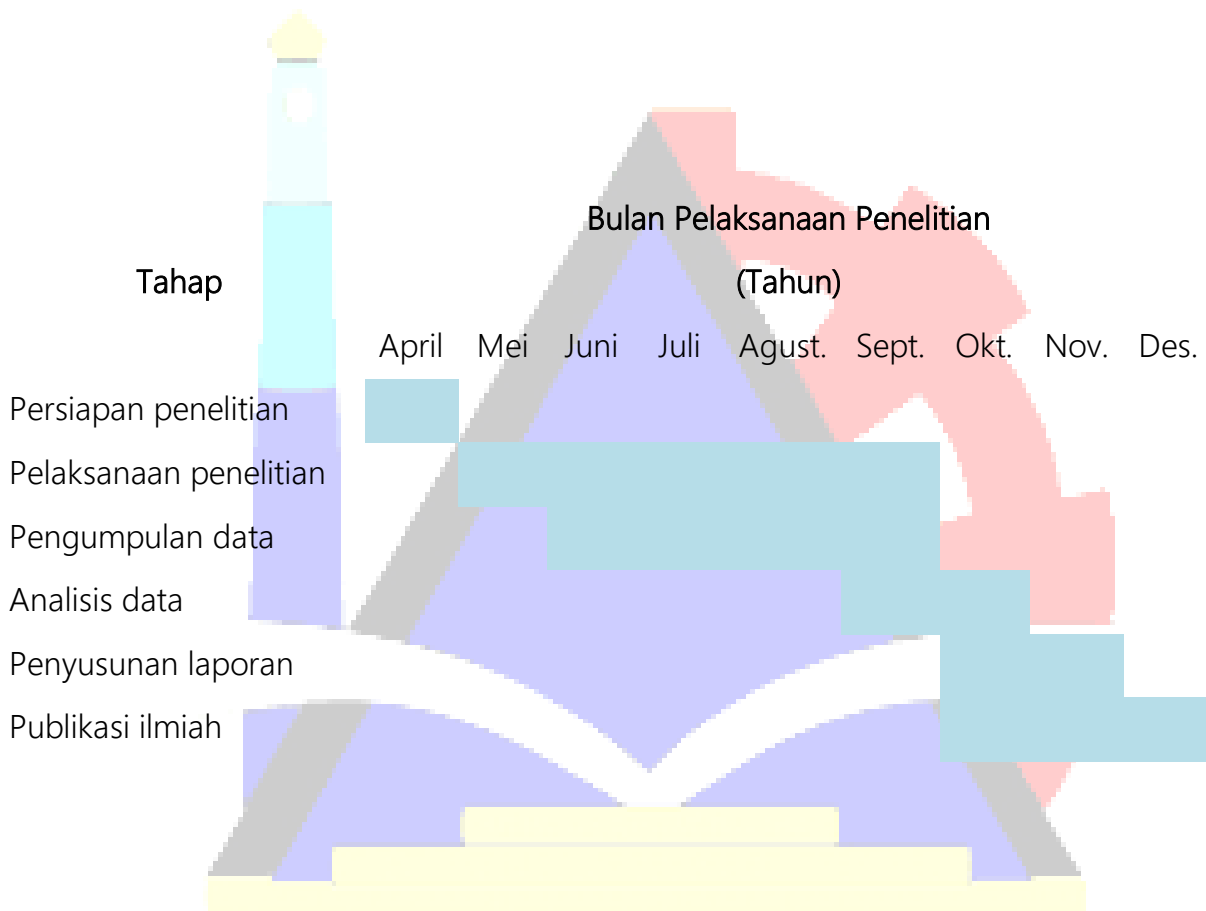 Bulan Pelaksanaan Penelitian
Tahap (Tahun)
April Mei Juni Juli Agust. Sept. Okt. Nov. Des.
Persiapan penelitian
Pelaksanaan penelitian
Pengumpulan data
Analisis data
Penyusunan laporan
Publikasi ilmiah